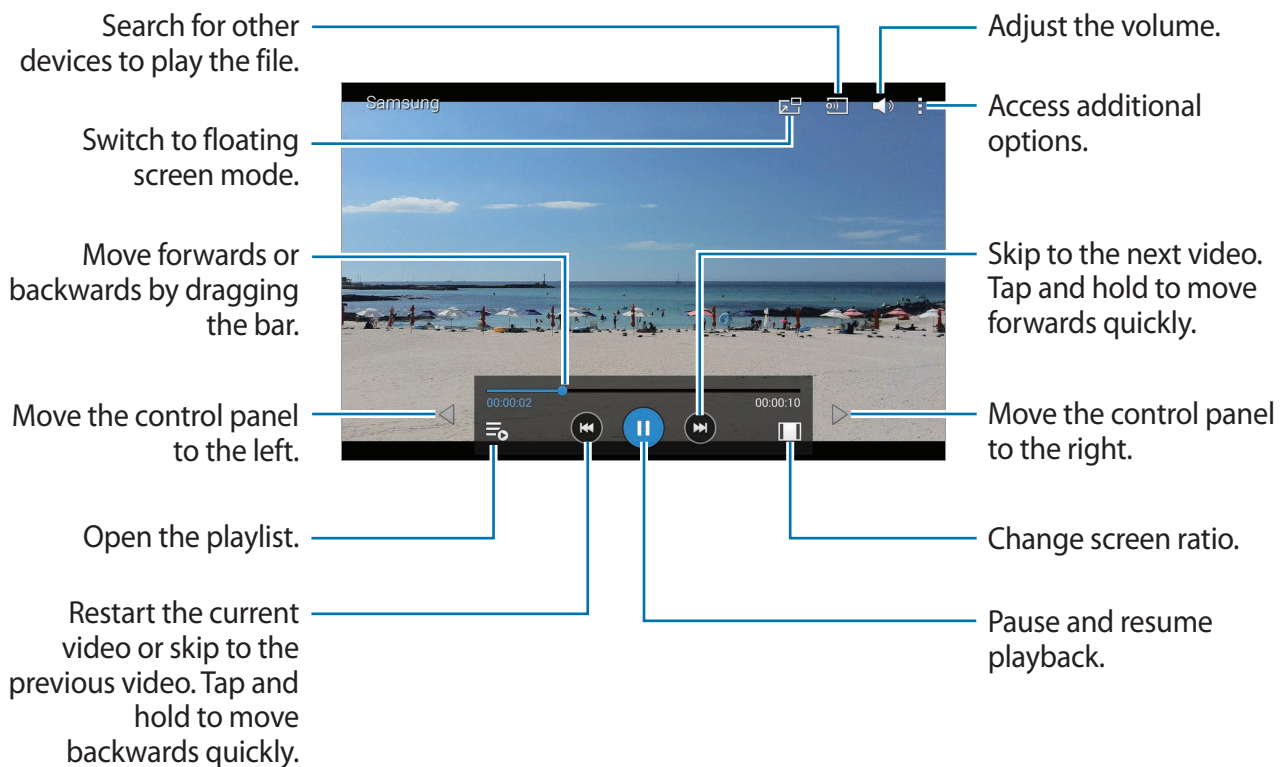 Search for other
devices to play the file.
Switch to floating
screen mode.
Move forwards or
backwards by dragging
the bar.
Move the control panel
to the left.
Open the playlist.
Restart the current
video or skip to the
previous video. Tap and
hold to move
backwards quickly.
Samsung
00:00:02
00:00:10
Adjust the volume.
Access additional
options.
Skip to the next video.
Tap and hold to move
forwards quickly.
Move the control panel
to the right.
Change screen ratio.
Pause and resume
playback.